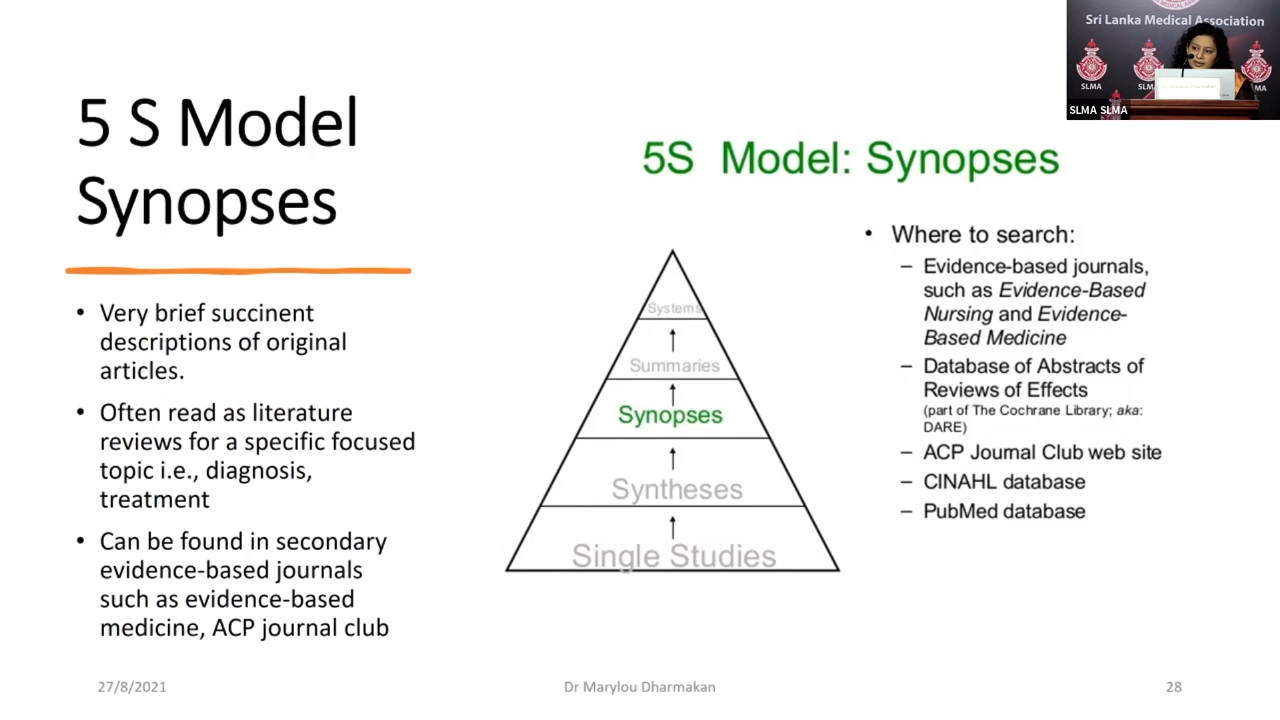 5 S Model
Synopses
• Very brief succinent
descriptions of original
articles.
• Often read as literature
reviews for a specific focused
topic i.e., diagnosis,
treatment
• Can be found in secondary
evidence-based journals
such as evidence-based
medicine, ACP journal club
5S Model: Synopses
Systems
Summaries
Synopses
Syntheses
Single Studies
• Where to search:
– Evidence-based journals,
such as Evidence-Based
Nursing and Evidence-
Based Medicine
– Database of Abstracts of
Reviews of Effects
(part of The Cochrane Library; aka:
DARE)
– ACP Journal Club web site
– CINAHL database
– PubMed database
Sri Lanka Medical Association
SLMA
SLMA SLMA
27/8/2021
Dr Marylou Dharmakan
28